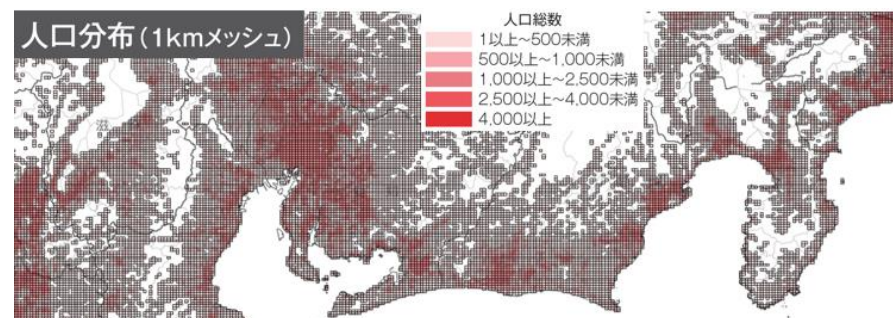 人口分布(1kmメッシュ)
人口総数
1以上~500未満
500以上~1,000未満
1,000以上~2,500未満
2,500以上~4,000未満
4,000以上
滋